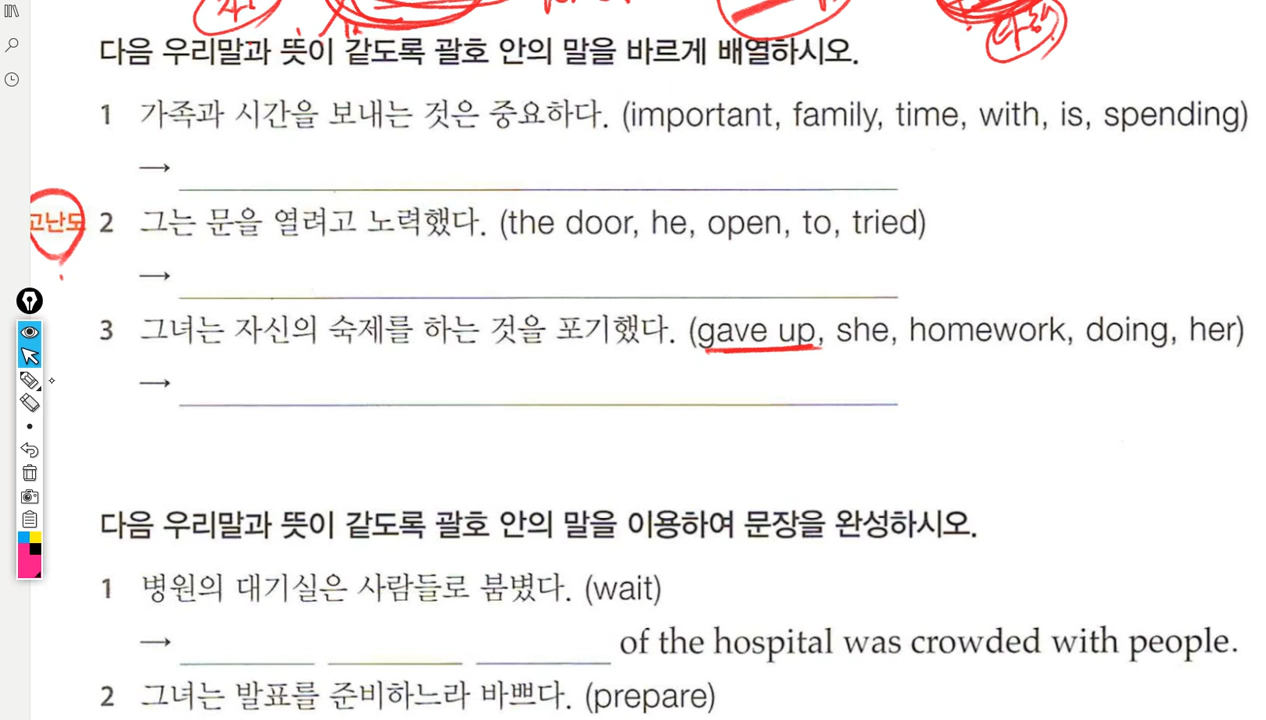 다음 우리말과 뜻이 같도록 괄호 안의 말을 바르게 배열하시오.
1 가족과 시간을 보내는 것은 중요하다. (important, family, time, with, is, spending)
→
고난도 2 그는 문을 열려고 노력했다. (the door, he, open, to, tried)
→
3 그녀는 자신의 숙제를 하는 것을 포기했다. (gave up, she, homework, doing, her)
→
다음 우리말과 뜻이 같도록 괄호 안의 말을 이용하여 문장을 완성하시오.
1 병원의 대기실은 사람들로 붐볐다. (wait)
→ of the hospital was crowded with people.
2 그녀는 발표를 준비하느라 바쁘다. (prepare)